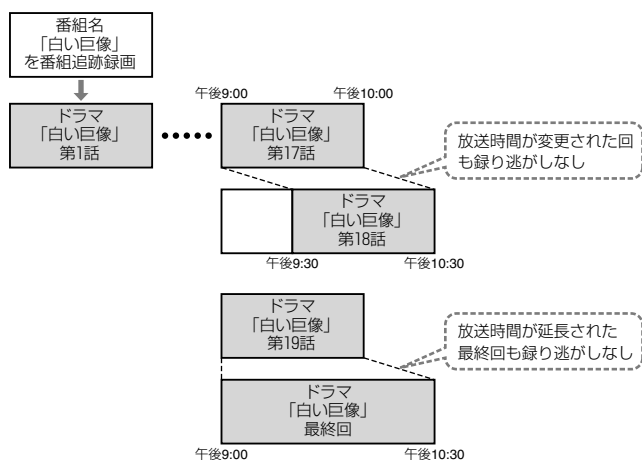 番組名
「白い巨像」
を番組追跡録画
ドラマ
「白い巨像」
第1話
午後9:00
午後10:00
ドラマ
「白い巨像」
第17話
放送時間が変更された回
も録り逃がしなし
ドラマ
「白い巨像」
第18話
午後9:30
午後10:30
ドラマ
「白い巨像」
第19話
放送時間が延長された
最終回も録り逃がしなし
ドラマ
「白い巨像」
最終回
午後9:00
午後10:30